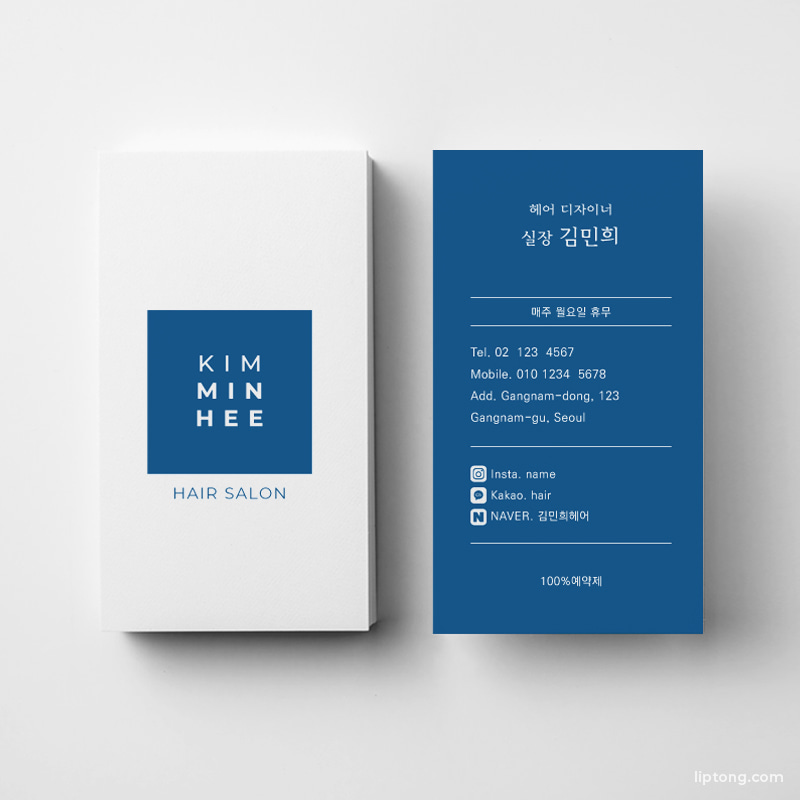 KIM
MIN
HEE
HAIR SALON
헤어 디자이너
실장 김민희
매주 월요일 휴무
Tel. 02 123 4567
Mobile. 010 1234 5678
Add. Gangnam-dong, 123
Gangnam-gu, Seoul
Insta. name
Kakao. hair
N NAVER. 김민희헤어
100%예약제
liptong.com